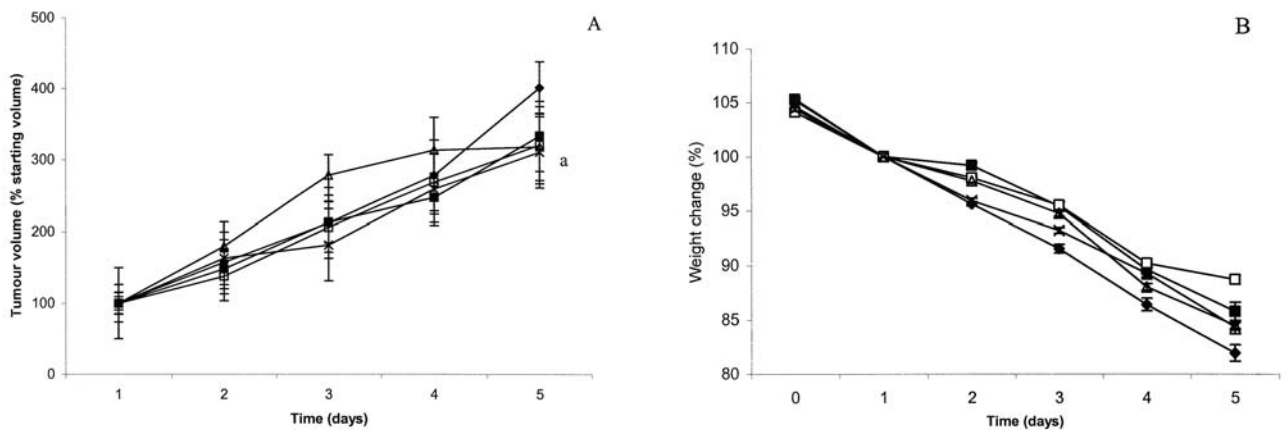 A
Tumour volume (% starting volume)
500
400
300
200
100
0
a
1 2 3 4 5
Time (days)
B
Weight change (%)
110
105
100
95
90
85
80
0 1 2 3 4 5
Time (days)